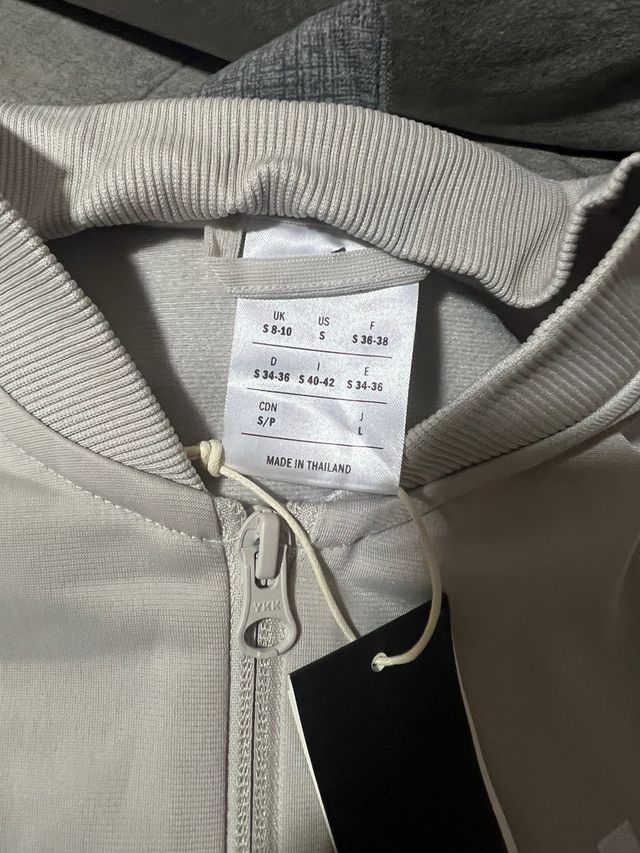 UK US F
S 8-10 S S 36-38
D I E
S 34-36 S 40-42 S 34-36
CDN J
S/P L
MADE IN THAILAND
YKK